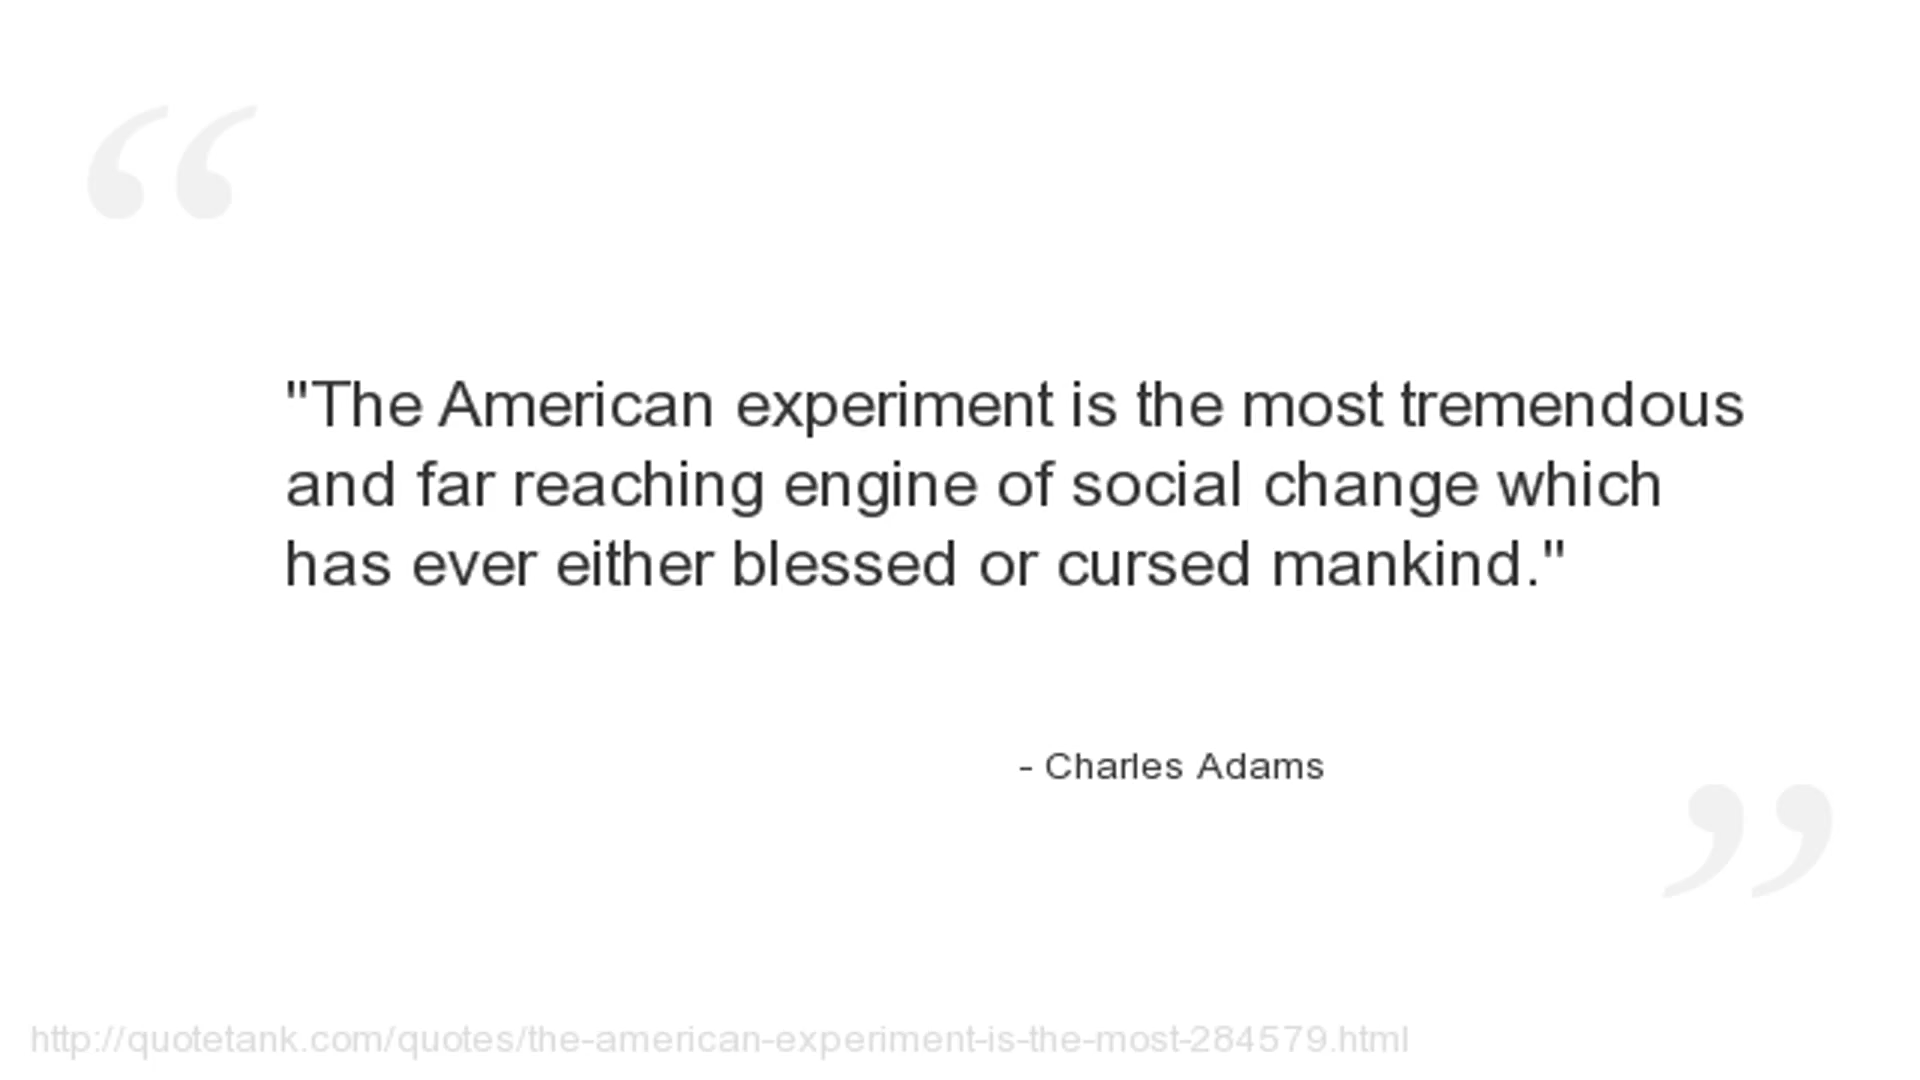 "The American experiment is the most tremendous
and far reaching engine of social change which
has ever either blessed or cursed mankind."
- Charles Adams
http://quotetank.com/quotes/the-american-experiment-is-the-most-284579.html